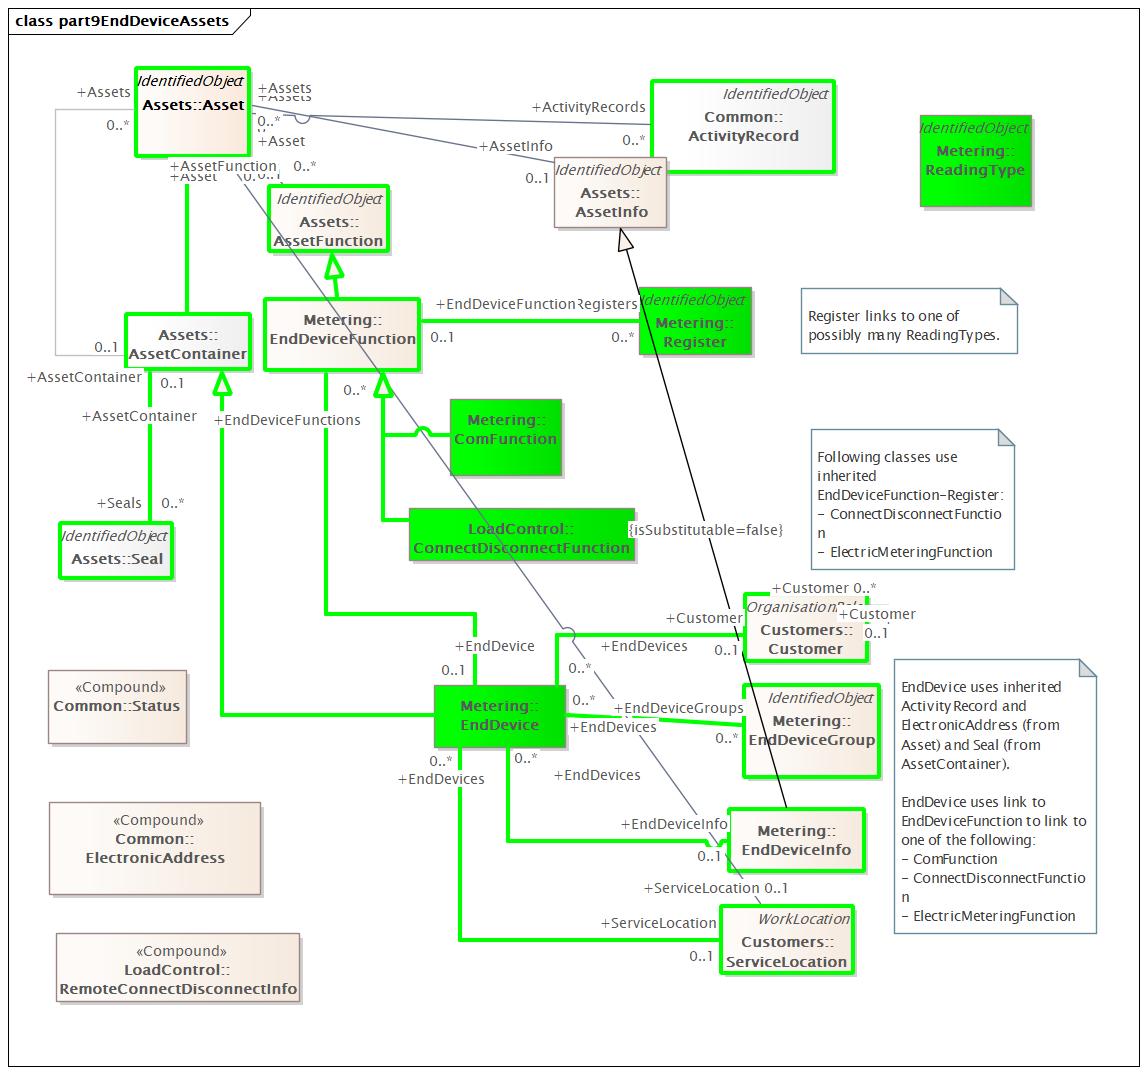 class part9EndDeviceAssets
IdentifiedObject
Assets::Asset
+Assets
0..*
+Assets
+Assets
0..*
+Asset
0..*
+AssetFunction
+Asset
0..1
+ActivityRecords
0..*
IdentifiedObject
Common::
ActivityRecord
+AssetInfo
0..1
IdentifiedObject
Assets::
AssetInfo
IdentifiedObject
Metering::
ReadingType
IdentifiedObject
Assets::
AssetFunction
Metering::
EndDeviceFunction
+EndDeviceFunctionRegisters
0..1
0..*
IdentifiedObject
Metering::
Register
Register links to one of
possibly many ReadingTypes.
Assets::
AssetContainer
0..1
+AssetContainer
0..1
+AssetContainer
+EndDeviceFunctions
0..*
Metering::
ComFunction
Following classes use
inherited
EndDeviceFunction-Register:
- ConnectDisconnectFunctio
n
- ElectricMeteringFunction
+Seals
0..*
IdentifiedObject
Assets::Seal
LoadControl::
ConnectDisconnectFunction
{isSubstitutable=false}
+Customer 0..*
+Customer
0..1
+Customer
0..1
Customers::
Customer
+EndDevice
0..1
+EndDevices
0..*
«Compound»
Common::Status
Metering::
EndDevice
0..*
+EndDeviceGroups
+EndDevices
0..*
IdentifiedObject
Metering::
EndDeviceGroup
EndDevice uses inherited
ActivityRecord and
ElectronicAddress (from
Asset) and Seal (from
AssetContainer).
EndDevice uses link to
EndDeviceFunction to link to
one of the following:
- ComFunction
- ConnectDisconnectFunctio
n
- ElectricMeteringFunction
0..*
+EndDevices
0..*
+EndDevices
«Compound»
Common::
ElectronicAddress
+EndDeviceInfo
0..1
Metering::
EndDeviceInfo
+ServiceLocation 0..1
+ServiceLocation
0..1
WorkLocation
Customers::
ServiceLocation
«Compound»
LoadControl::
RemoteConnectDisconnectInfo